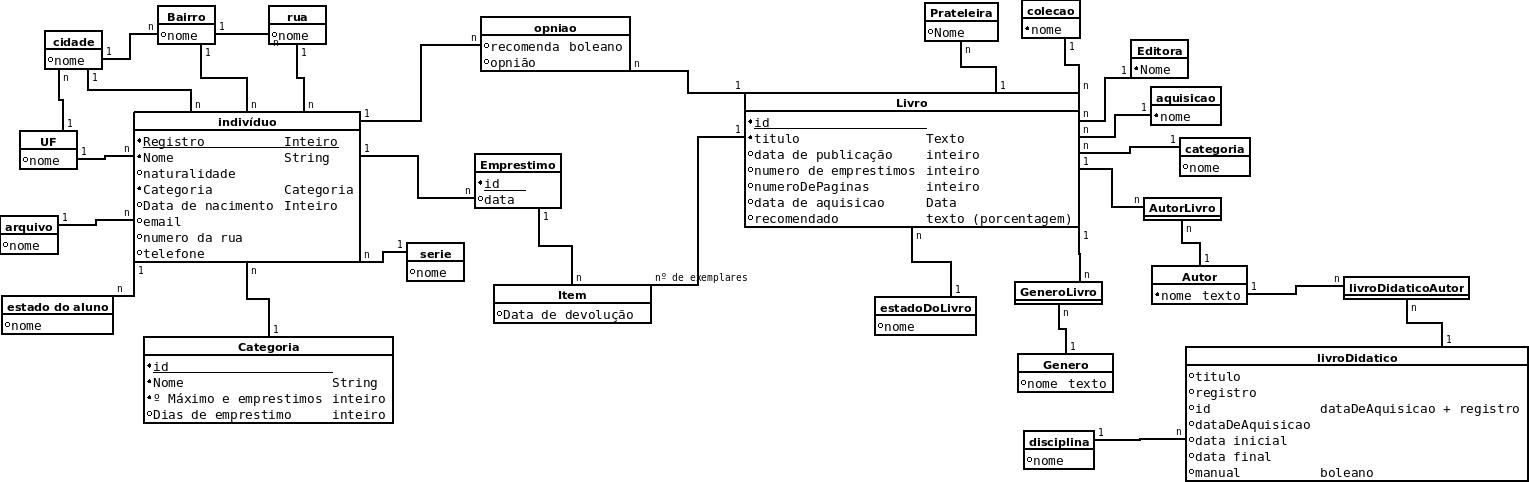 cidade
nome
Bairro
nome
rua
nome
opniao
recomenda boleano
opnião
Prateleira
Nome
colecao
nome
Editora
Nome
aquisicao
nome
categoria
nome
UF
nome
indivíduo
Registro Inteiro
Nome String
naturalidade
Categoria Categoria
Data de nacimento Inteiro
email
numero da rua
telefone
Emprestimo
id
data
Livro
id
titulo Texto
data de publicação inteiro
numero de emprestimos inteiro
numeroDePaginas inteiro
data de aquisicao Data
recomendado texto (porcentagem)
AutorLivro
arquivo
nome
serie
nome
estado do aluno
nome
Item
Data de devolução
nº de exemplares
estadoDoLivro
nome
GeneroLivro
Autor
nome texto
livroDidaticoAutor
Categoria
id
Nome String
º Máximo e emprestimos inteiro
Dias de emprestimo inteiro
Genero
nome texto
livroDidatico
titulo
registro
id dataDeAquisicao + registro
dataDeAquisicao
data inicial
data final
manual boleano
disciplina
nome
n
1
1
n
1
1
n
n
1
n
n
n
1
n
1
n
1
n
1
n
1
n
1
n
1
n
1
n
1
n
1
n
1
n
1
n
1
n
1
n
1
n
1
n
1
n
1
n
1
n
1
n
1
n
1
n
1
n
1
n
1